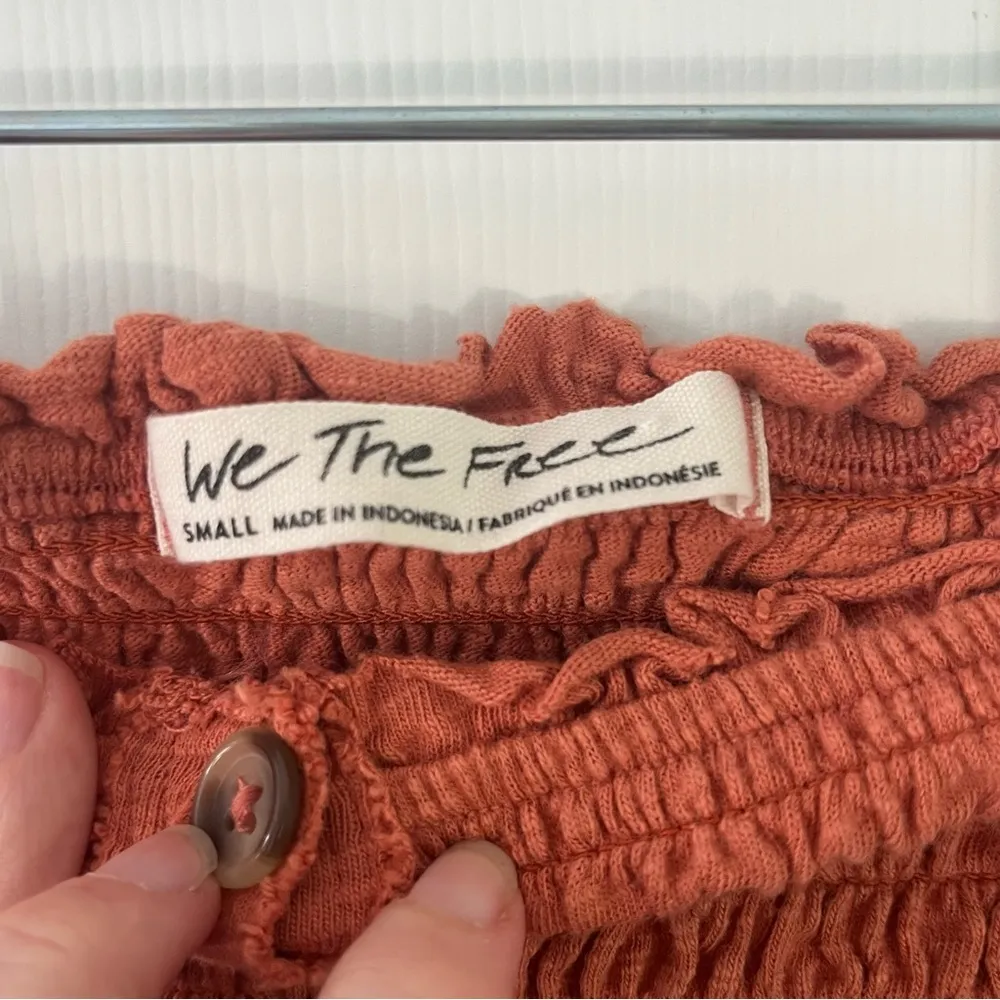 We The Free
SMALL MADE IN INDONESIA / FABRIQUÉ EN INDONÉSIE